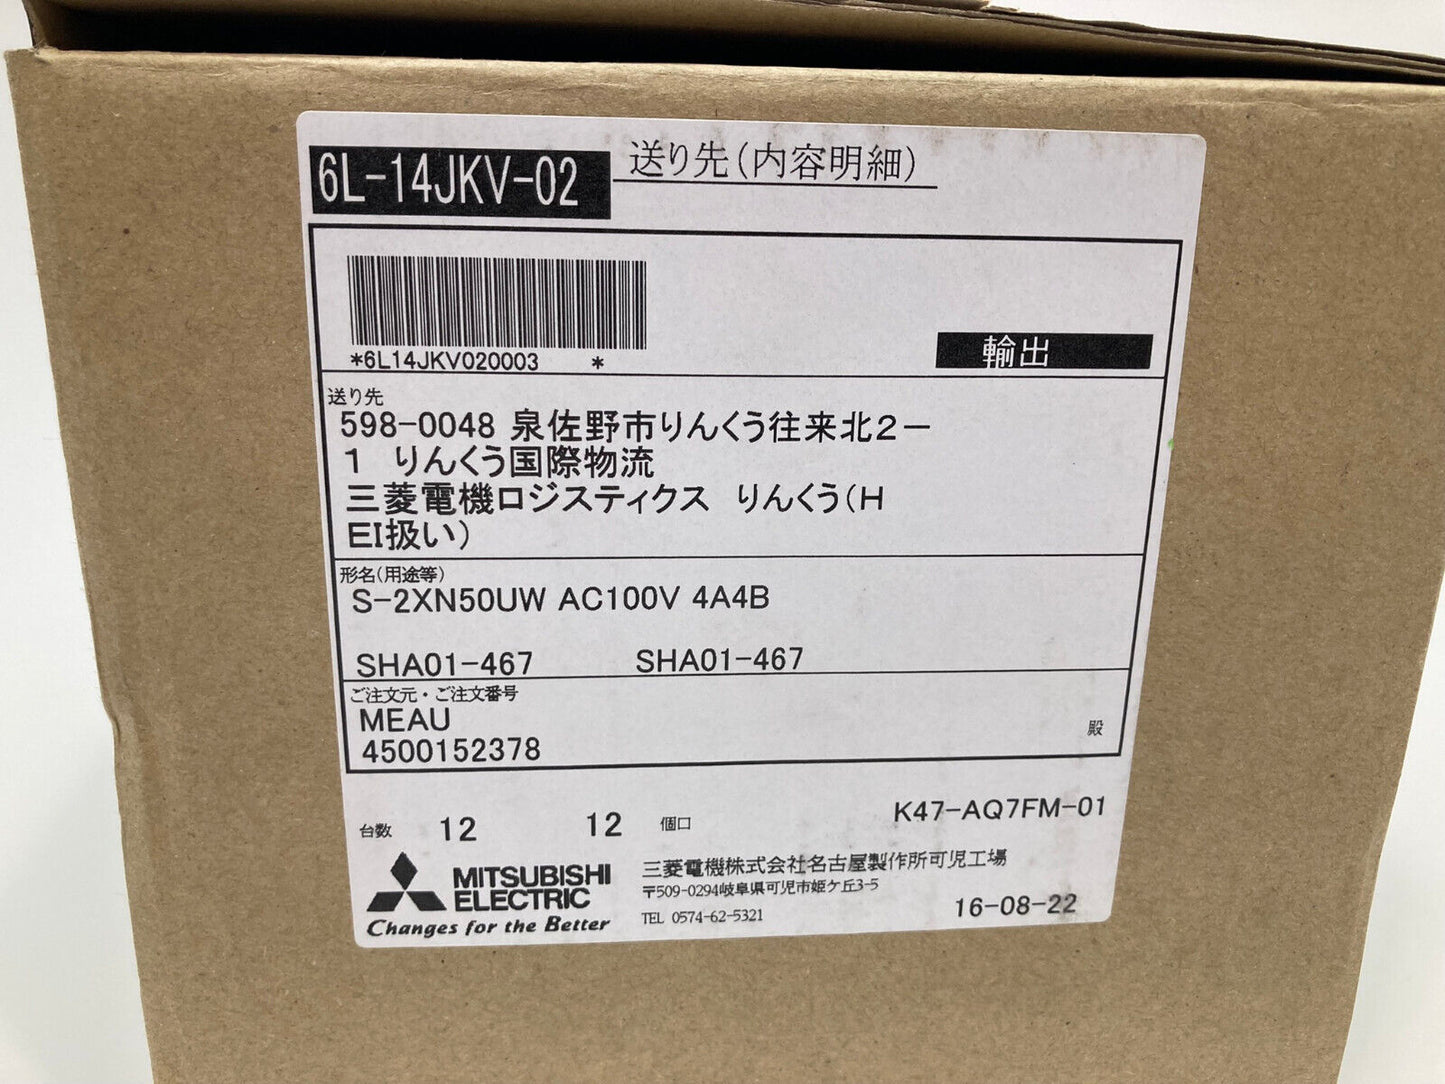 6L-14JKV-02 送り先(内容明細)
*6L14JKV020003 *
輸出
送り先
598-0048 泉佐野市りんくう往来北2－
1 りんくう国際物流
三菱電機ロジスティクス りんくう(H
EI扱い)
形名(用途等)
S-2XN50UW AC100V 4A4B
SHA01-467 SHA01-467
ご注文元・ご注文番号
MEAU
殿
4500152378
台数 12 12 個口 K47-AQ7FM-01
MITSUBISHI
ELECTRIC
Changes for the Better
三菱電機株式会社名古屋製作所可児工場
〒509-0294岐阜県可児市姫ケ丘3-5
TEL 0574-62-5321
16-08-22